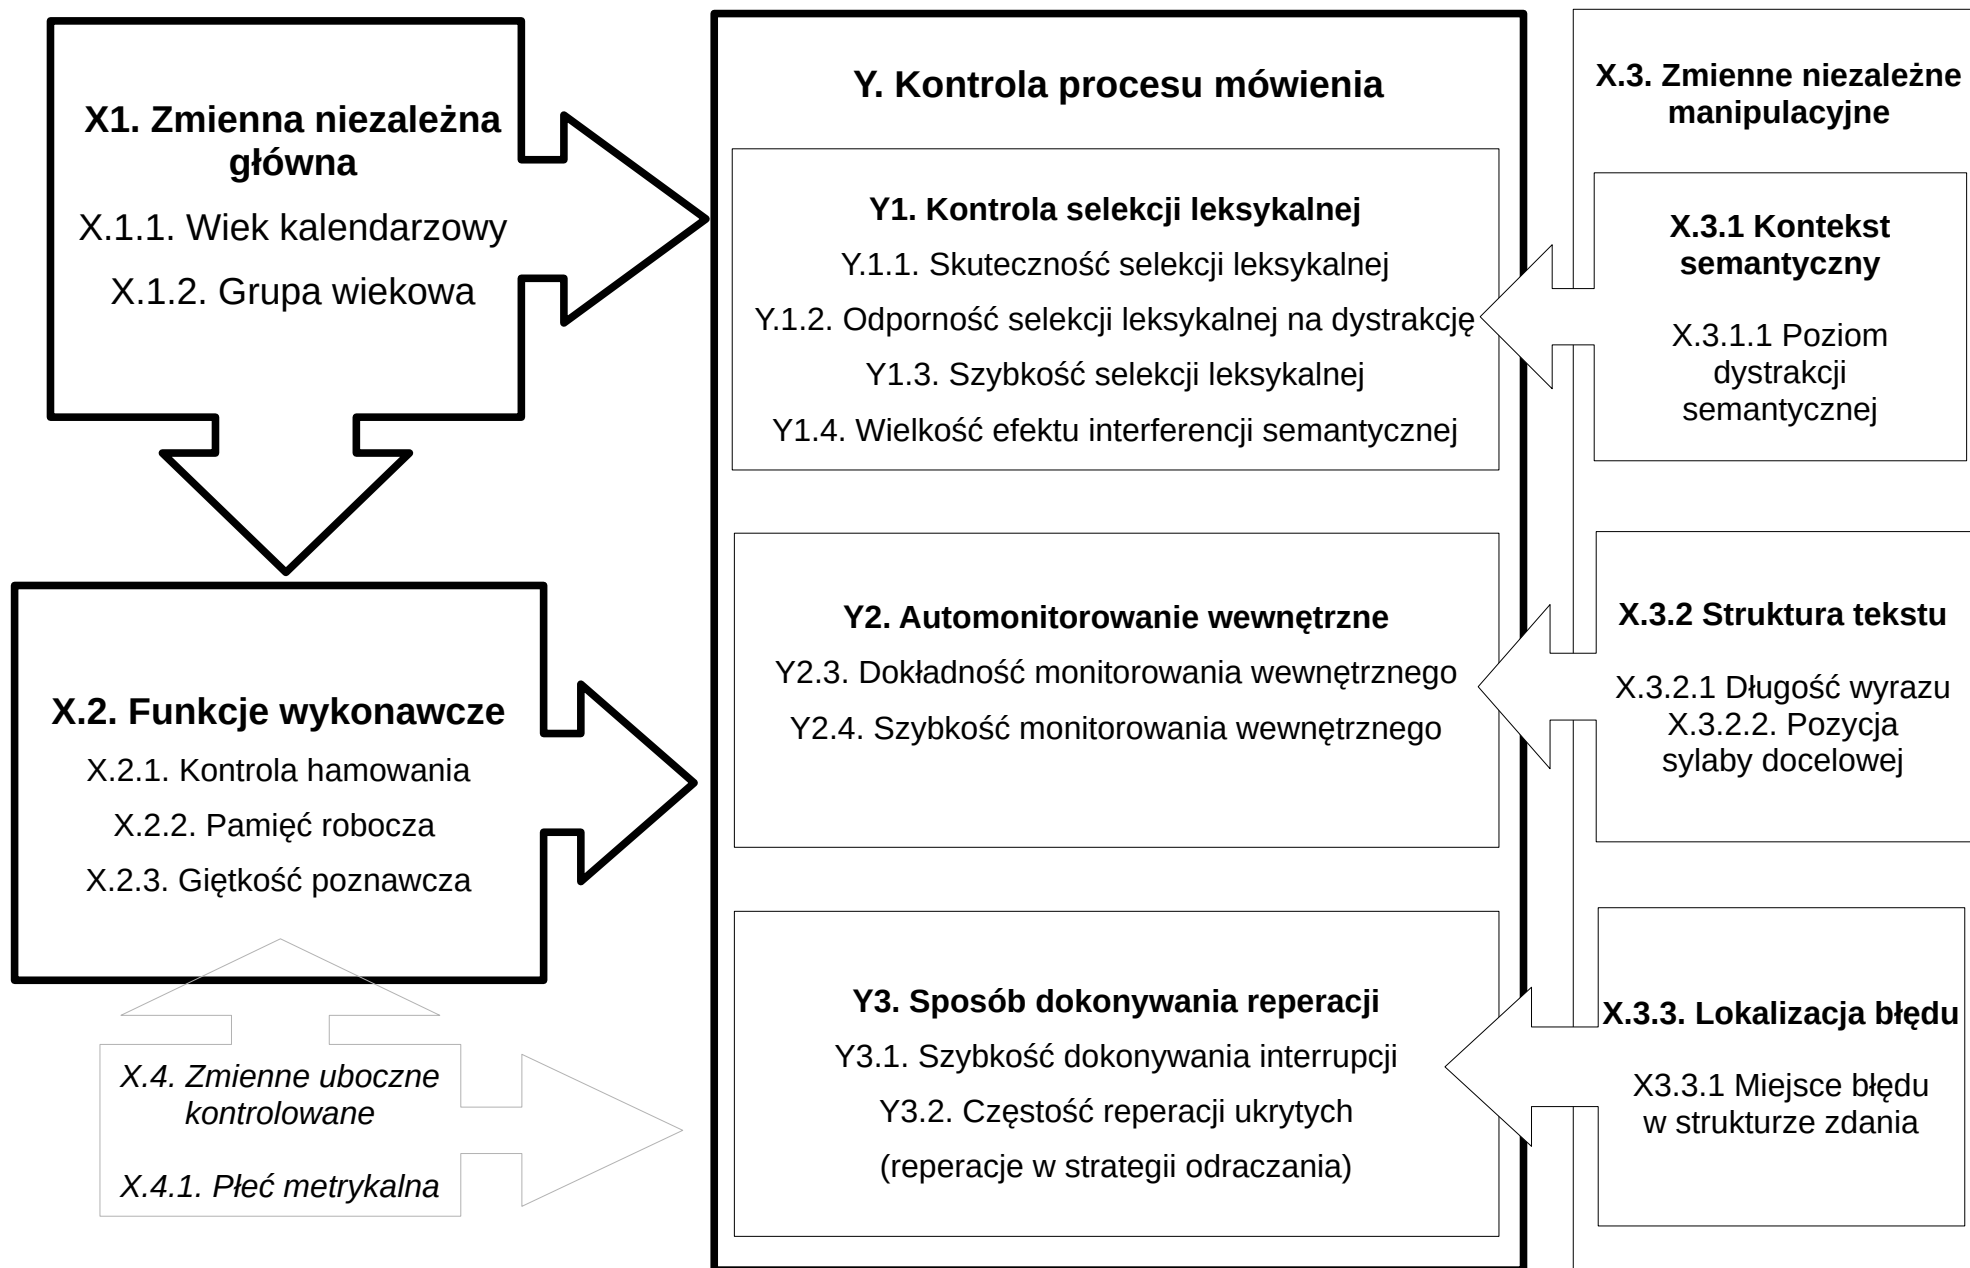 X1. Zmienna niezależna
główna
X.1.1. Wiek kalendarzowy
X.1.2. Grupa wiekowa
X.2. Funkcje wykonawcze
X.2.1. Kontrola hamowania
X.2.2. Pamięć robocza
X.2.3. Giętkość poznawcza
X.4. Zmienne uboczne
kontrolowane
X.4.1. Płeć metrykalna
Y. Kontrola procesu mówienia
Y1. Kontrola selekcji leksykalnej
Y.1.1. Skuteczność selekcji leksykalnej
Y.1.2. Odporność selekcji leksykalnej na dystrakcję
Y1.3. Szybkość selekcji leksykalnej
Y1.4. Wielkość efektu interferencji semantycznej
Y2. Automonitorowanie wewnętrzne
Y2.3. Dokładność monitorowania wewnętrznego
Y2.4. Szybkość monitorowania wewnętrznego
Y3. Sposób dokonywania reperacji
Y3.1. Szybkość dokonywania interrupcji
Y3.2. Częstość reperacji ukrytych
(reperacje w strategii odraczania)
X.3. Zmienne niezależne
manipulacyjne
X.3.1 Kontekst
semantyczny
X.3.1.1 Poziom
dystrakcji
semantycznej
X.3.2 Struktura tekstu
X.3.2.1 Długość wyrazu
X.3.2.2. Pozycja
sylaby docelowej
X.3.3. Lokalizacja błędu
X3.3.1 Miejsce błędu
w strukturze zdania